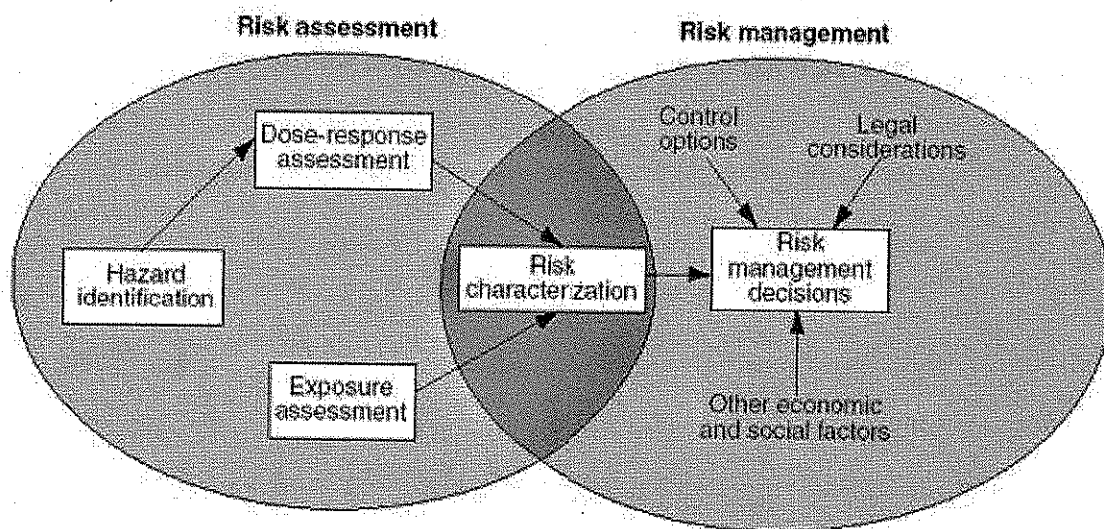 Risk assessment
Risk management
Dose-response
assessment
Control
options
Legal
considerations
Hazard
identification
Risk
characterization
Risk
management
decisions
Exposure
assessment
Other economic
and social factors